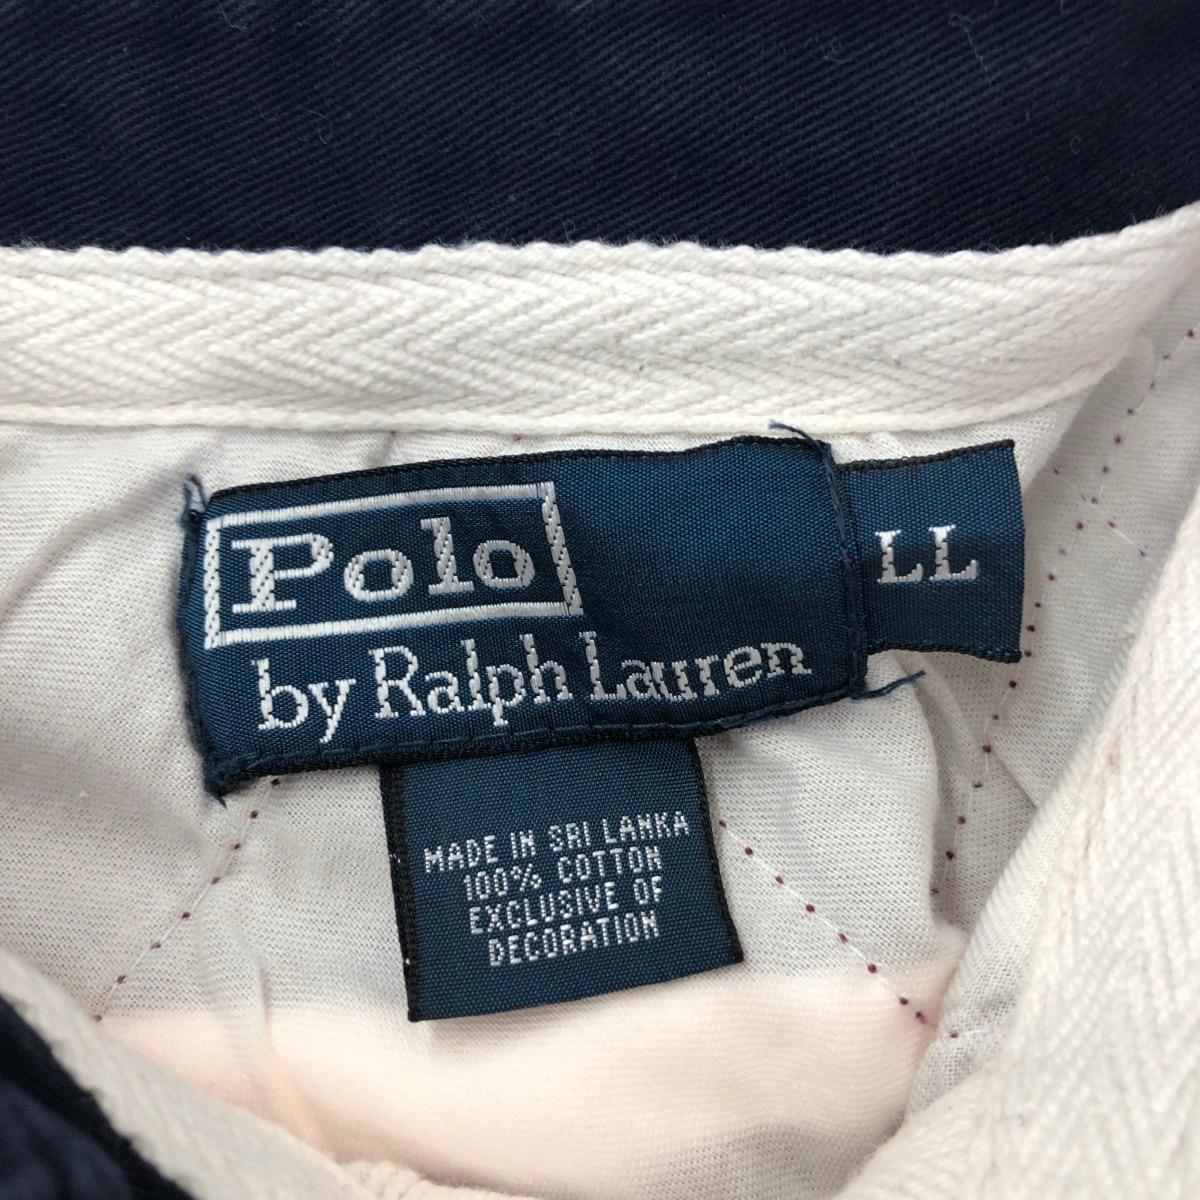 Polo
by Ralph Lauren
LL
MADE IN SRI LANKA
100% COTTON
EXCLUSIVE OF
DECORATION